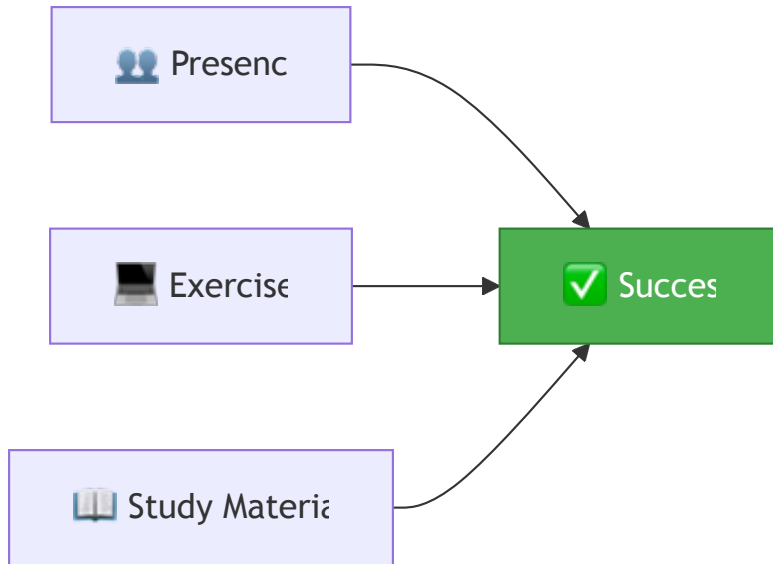 👥 Presenc
💻 Exercise
✅ Succes
📖 Study Materia